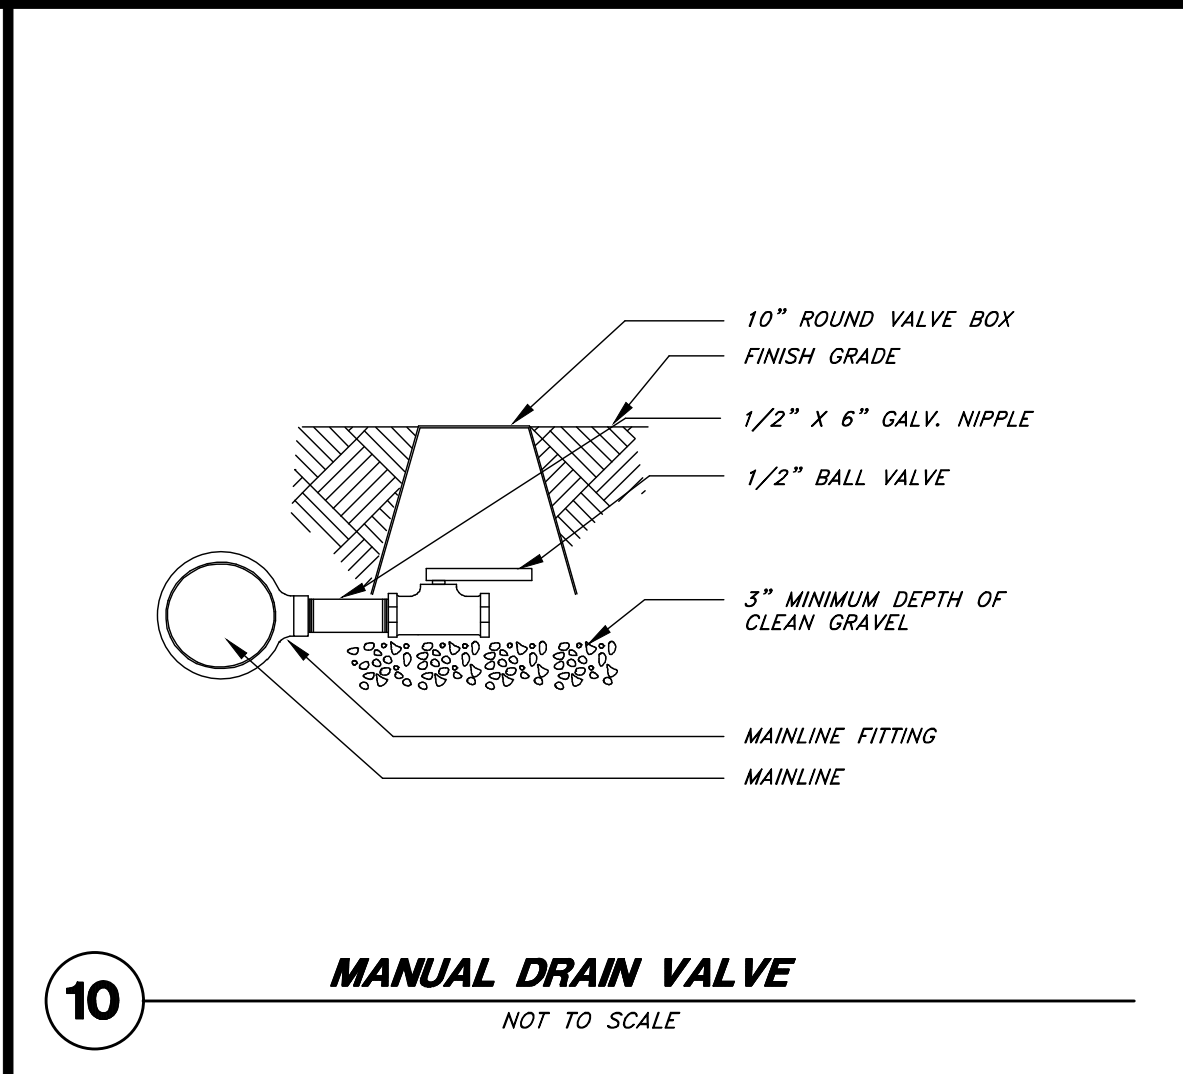 10” ROUND VALVE BOX
FINISH GRADE
1/2” X 6” GALV. NIPPLE
1/2” BALL VALVE
3” MINIMUM DEPTH OF
CLEAN GRAVEL
MAINLINE FITTING
MAINLINE
10
MANUAL DRAIN VALVE
NOT TO SCALE